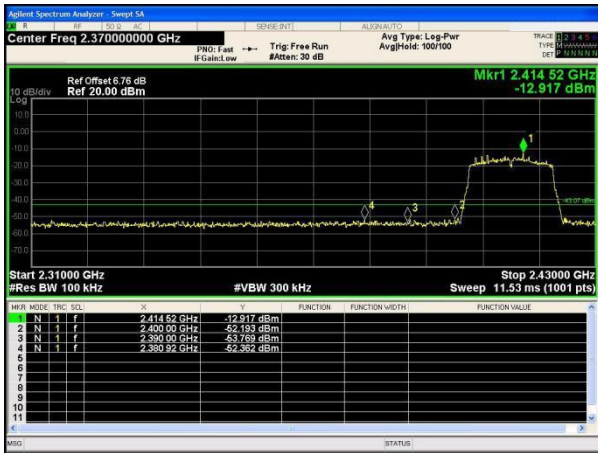 Agilent Spectrum Analyzer - Swept SA
R RF 50 Ω AC SENSE:INT ALIGNAUTO
Center Freq 2.370000000 GHz
PNO: Fast Trig: Free Run
IFGain:Low #Atten: 30 dB
Avg Type: Log-Pwr
Avg|Hold: 100/100
TRACE 1 2 3 4 5 6
TYPE M
DET P N N N N N
Mkr1 2.414 52 GHz
-12.917 dBm
Ref Offset 6.76 dB
10 dB/div Ref 20.00 dBm
Log
10.0
0.00
-10.0
-20.0
-30.0
-40.0
-50.0
-60.0
-70.0
1
2
3
4
-43.07 dBm
Start 2.31000 GHz Stop 2.43000 GHz
#Res BW 100 kHz #VBW 300 kHz Sweep 11.53 ms (1001 pts)
MKR MODE TRC SCL X Y FUNCTION FUNCTION WIDTH FUNCTION VALUE
1 N 1 f 2.414 52 GHz -12.917 dBm
2 N 1 f 2.400 00 GHz -52.193 dBm
3 N 1 f 2.390 00 GHz -53.769 dBm
4 N 1 f 2.380 92 GHz -52.362 dBm
5
6
7
8
9
10
11
MSG STATUS